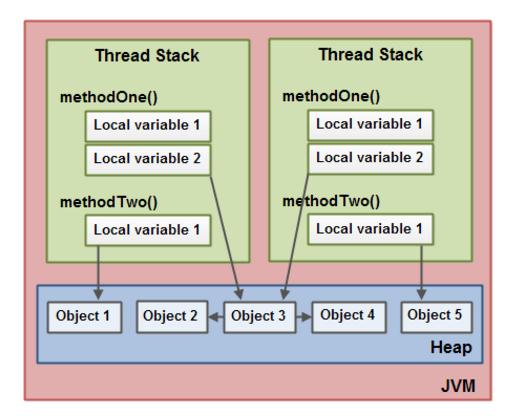 Thread Stack
methodOne()
Local variable 1
Local variable 2
methodTwo()
Local variable 1
Thread Stack
methodOne()
Local variable 1
Local variable 2
methodTwo()
Local variable 1
Object 1
Object 2
Object 3
Object 4
Object 5
Heap
JVM